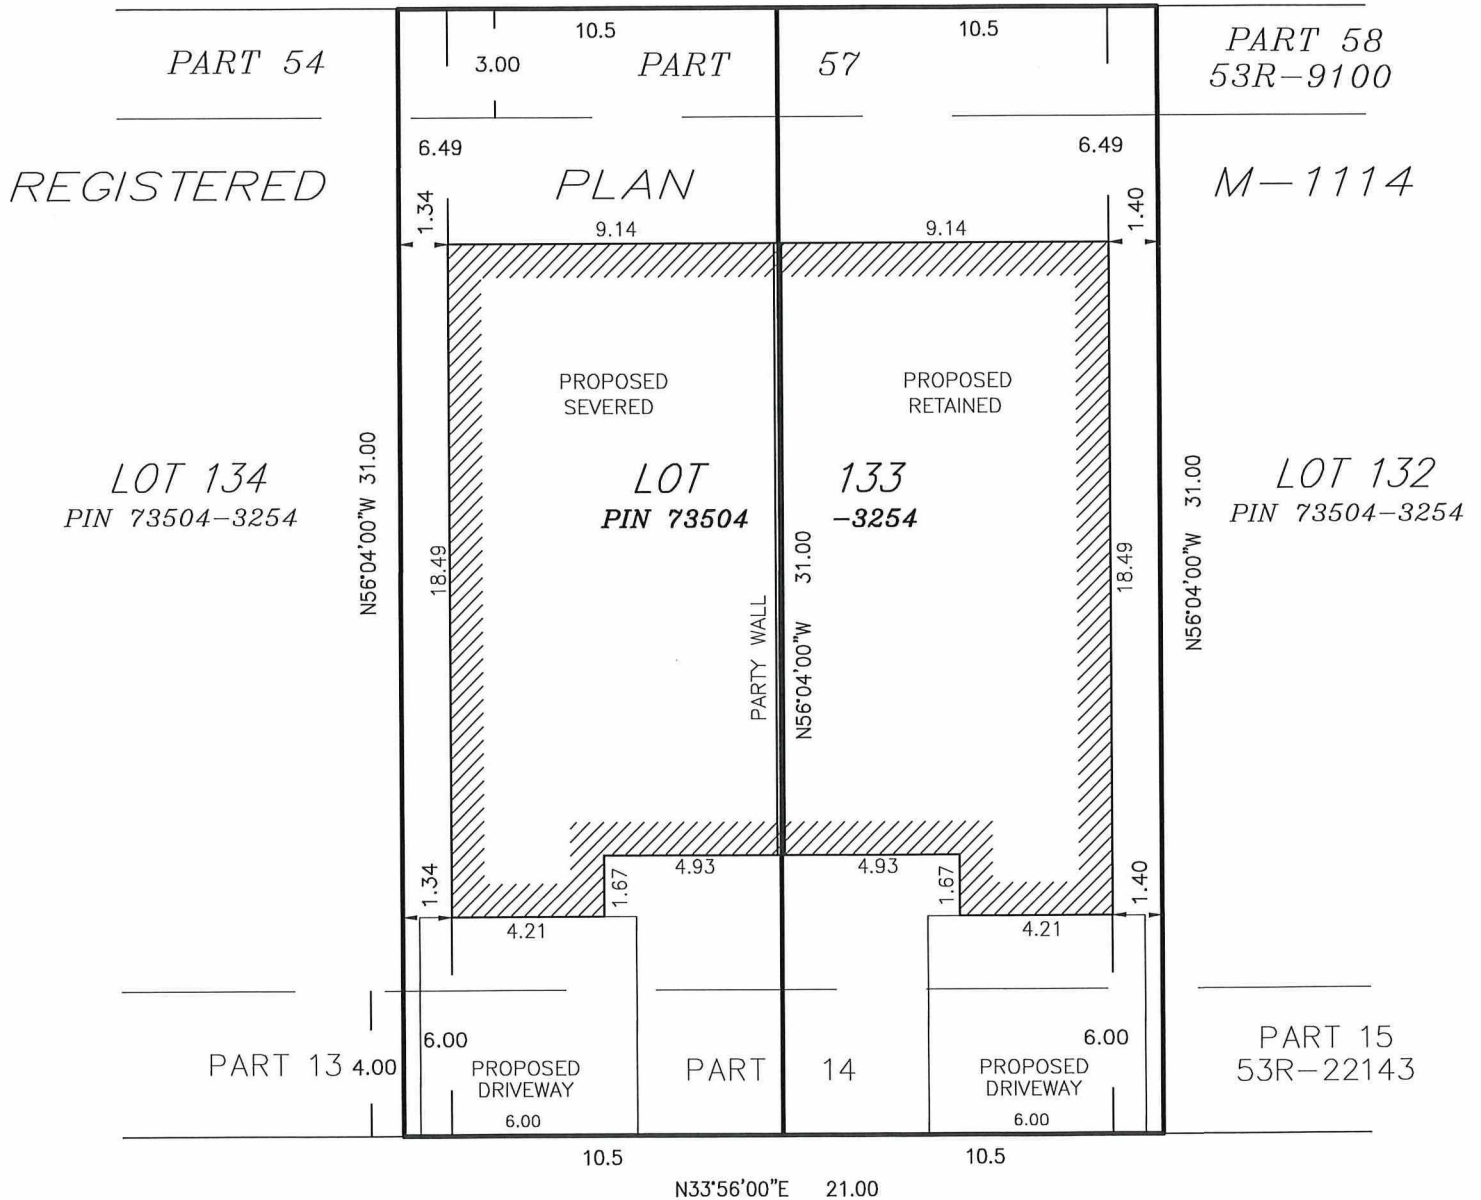 10.5
10.5
PART 54
3.00
PART 57
PART 58
53R-9100
6.49
6.49
REGISTERED PLAN M-1114
1.34
1.40
9.14
9.14
PROPOSED
SEVERED
PROPOSED
RETAINED
LOT 134
PIN 73504-3254
N56°04'00"W 31.00
18.49
LOT 133
PIN 73504 -3254
PARTY WALL
N56°04'00"W 31.00
18.49
N56°04'00"W 31.00
LOT 132
PIN 73504-3254
1.34
4.93
4.93
1.40
1.67
1.67
4.21
4.21
PART 13
4.00
6.00
PROPOSED
DRIVEWAY
6.00
PART 14
6.00
PROPOSED
DRIVEWAY
6.00
PART 15
53R-22143
10.5
10.5
N33°56'00"E 21.00